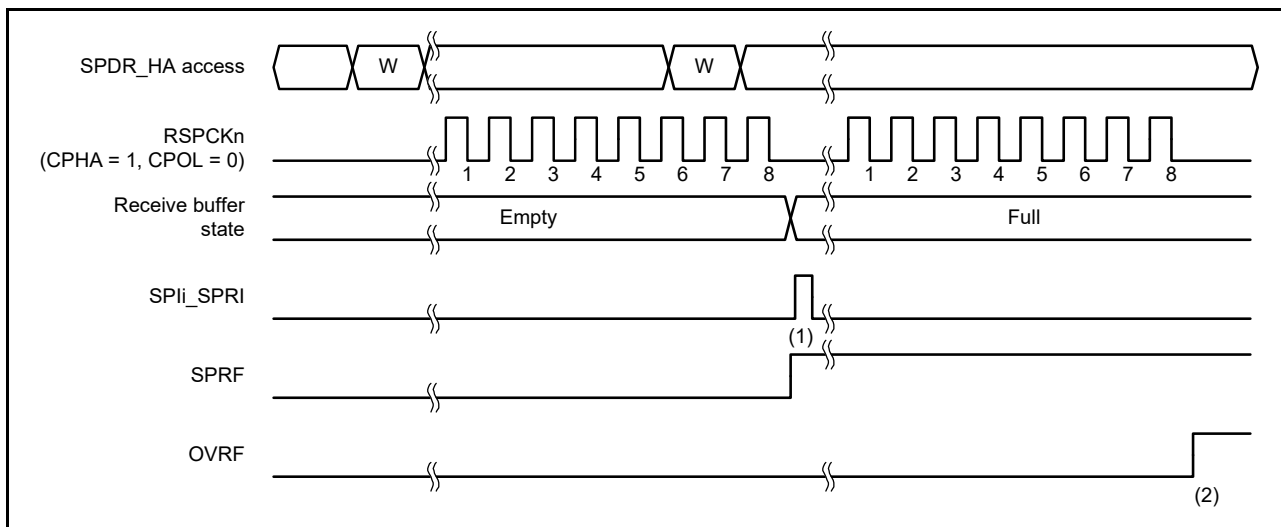 SPDR_HA access
W
W
RSPCKn
(CPHA = 1, CPOL = 0)
1 2 3 4 5 6 7 8
1 2 3 4 5 6 7 8
Receive buffer
state
Empty
Full
SPIi_SPRI
(1)
SPRF
OVRF
(2)